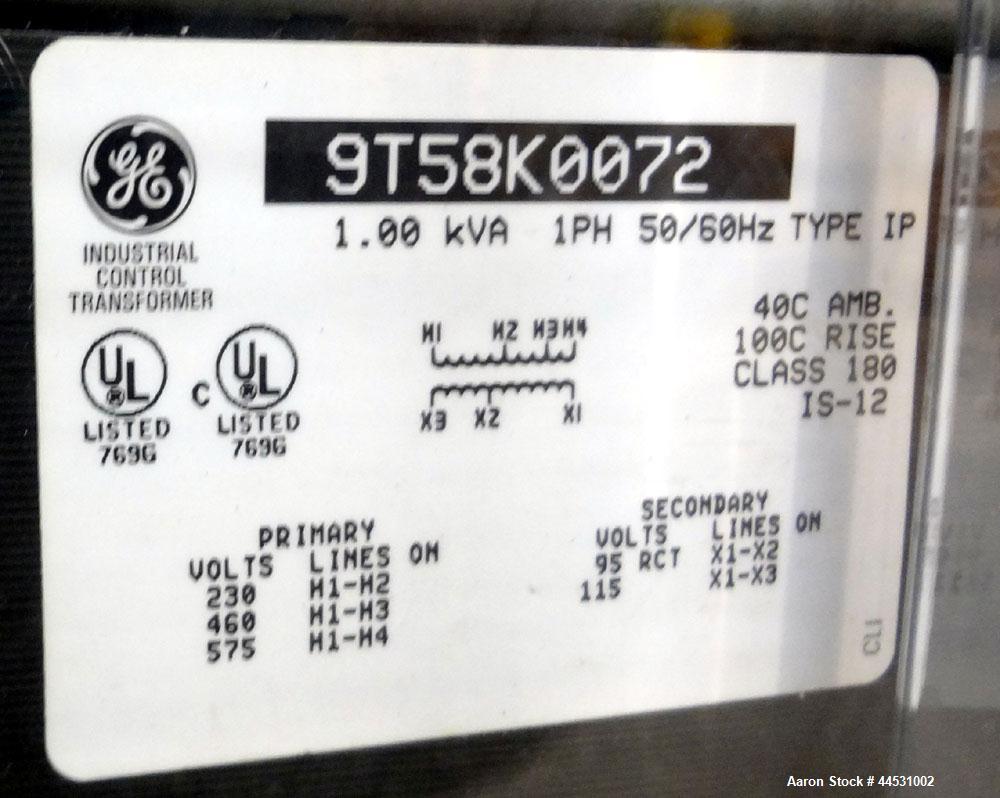 GE
9T58K0072
1.00 kVA 1PH 50/60Hz TYPE IP
INDUSTRIAL
CONTROL
TRANSFORMER
40C AMB.
100C RISE
CLASS 180
IS-12
H1 H2 H3 H4
X3 X2 X1
UL ®
LISTED
769G
C UL ®
LISTED
769G
PRIMARY
VOLTS LINES ON
230 H1-H2
460 H1-H3
575 H1-H4
SECONDARY
VOLTS LINES ON
95 RCT X1-X2
115 X1-X3
CLI
Aaron Stock # 44531002